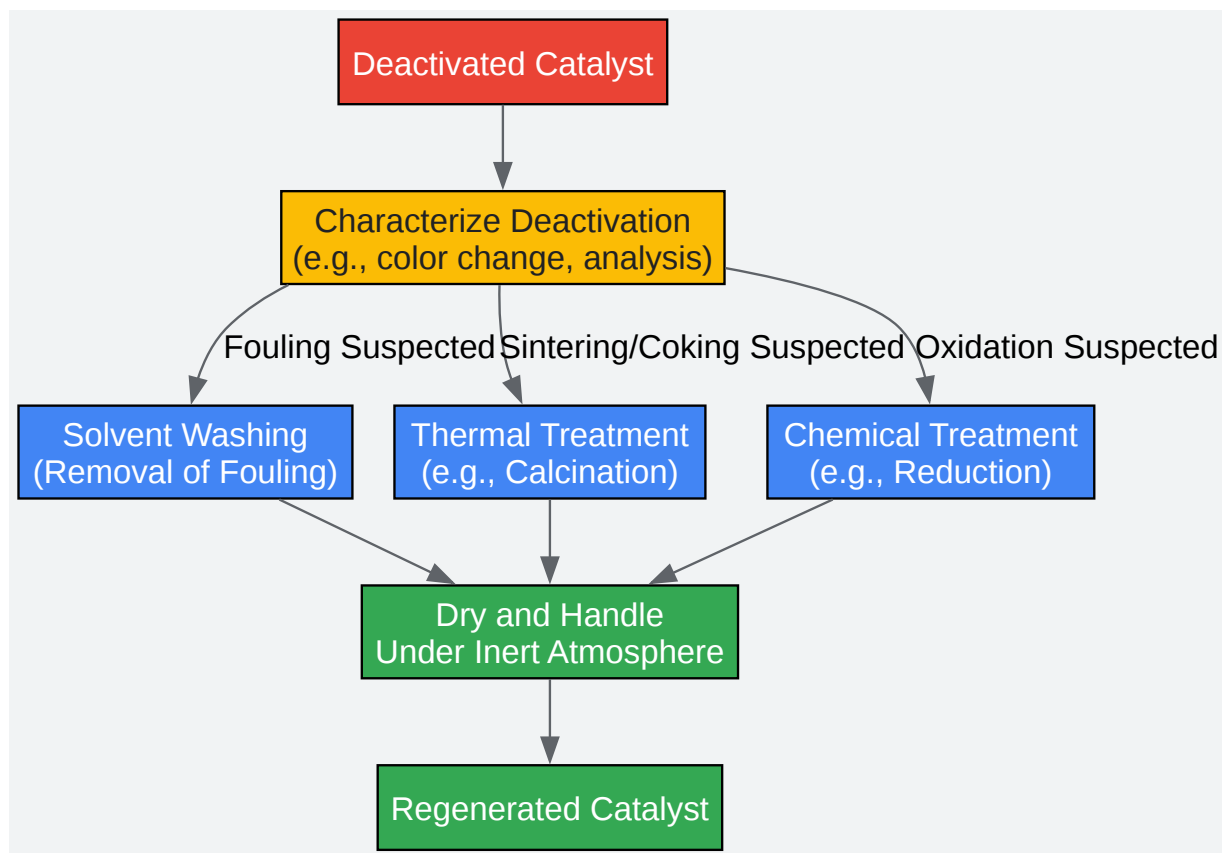 Deactivated Catalyst
Characterize Deactivation
(e.g., color change, analysis)
Fouling Suspected
Sintering/Coking Suspected
Oxidation Suspected
Solvent Washing
(Removal of Fouling)
Thermal Treatment
(e.g., Calcination)
Chemical Treatment
(e.g., Reduction)
Dry and Handle
Under Inert Atmosphere
Regenerated Catalyst